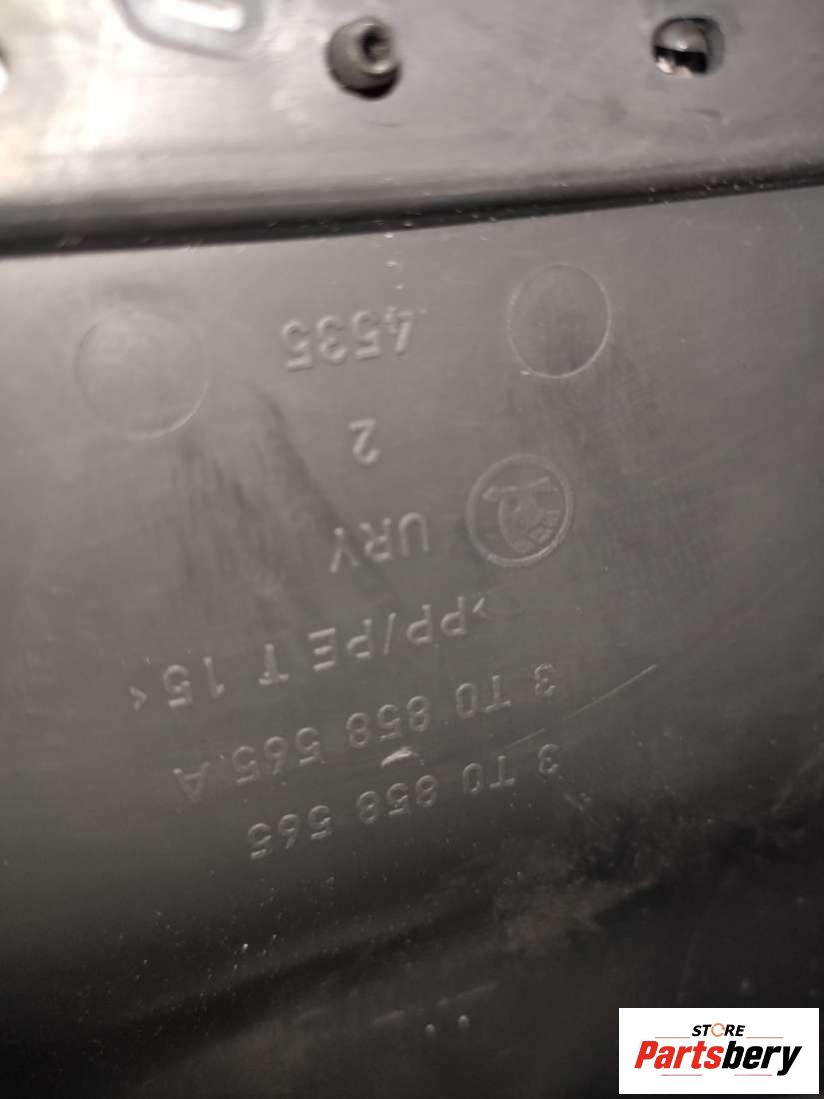 3 T0 858 565
3 T0 858 565.A
>PP/PE T 15<
URY
2
4535
STORE
Partsbery